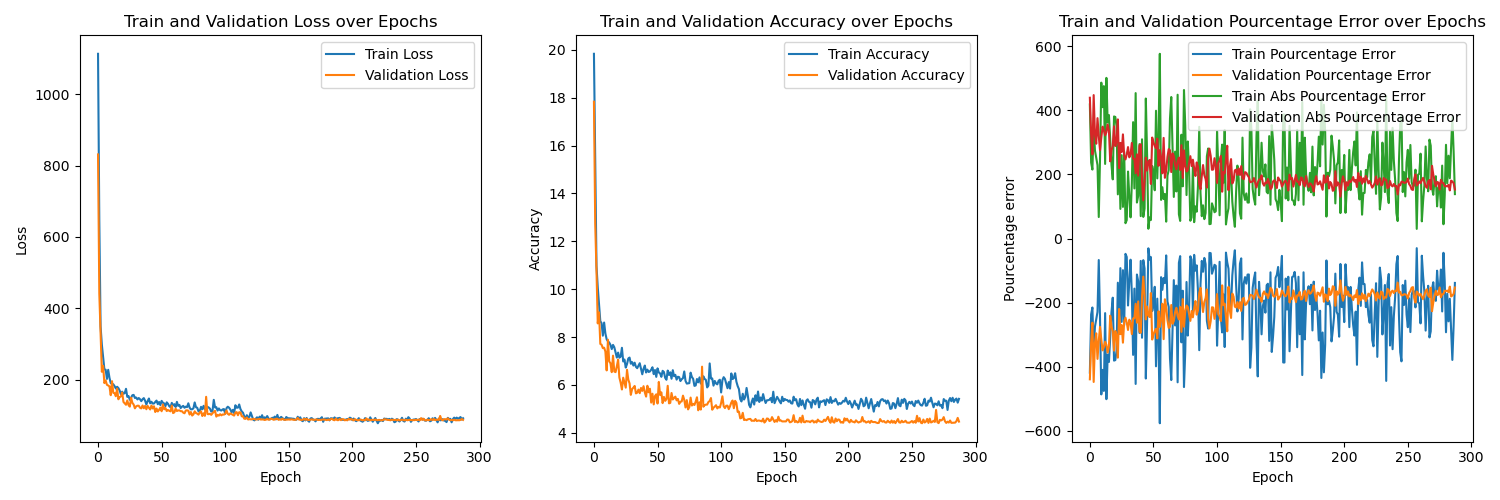 Train and Validation Loss over Epochs
Train Loss
Validation Loss
1000
800
600
400
200
0
50
100
150
200
250
300
Loss
Epoch
Train and Validation Accuracy over Epochs
Train Accuracy
Validation Accuracy
20
18
16
14
12
10
8
6
4
0
50
100
150
200
250
300
Accuracy
Epoch
Train and Validation Pourcentage Error over Epochs
Train Pourcentage Error
Validation Pourcentage Error
Train Abs Pourcentage Error
Validation Abs Pourcentage Error
600
400
200
0
−200
−400
−600
0
50
100
150
200
250
300
Pourcentage error
Epoch